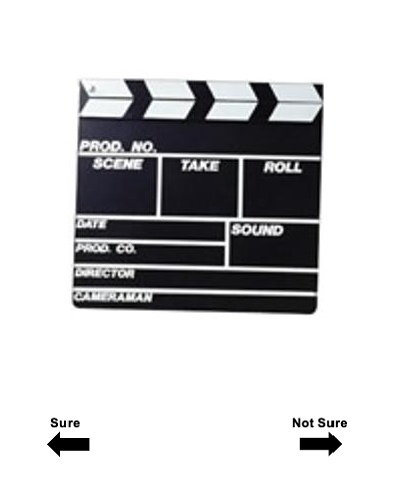 PROD. NO.
SCENE TAKE ROLL
DATE
SOUND
PROD. CO.
DIRECTOR
CAMERAMAN
Sure Not Sure